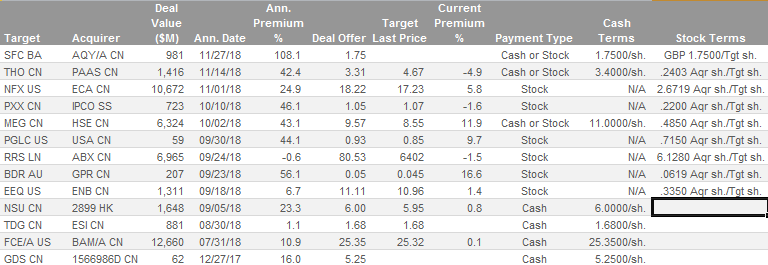 Deal Ann. Current
Value Premium Target Premium Cash
Target Acquirer ($M) Ann. Date % Deal Offer Last Price % Payment Type Terms Stock Terms
SFC BA AQY/A CN 981 11/27/18 108.1 1.75 Cash or Stock 1.7500/sh. GBP 1.7500/Tgt sh.
THO CN PAAS CN 1,416 11/14/18 42.4 3.31 4.67 -4.9 Cash or Stock 3.4000/sh. .2403 Aqr sh./Tgt sh.
NFX US ECA CN 10,672 11/01/18 24.9 18.22 17.23 5.8 Stock N/A 2.6719 Aqr sh./Tgt sh.
PXX CN IPCO SS 723 10/10/18 46.1 1.05 1.07 -1.6 Stock N/A .2200 Aqr sh./Tgt sh.
MEG CN HSE CN 6,324 10/02/18 43.1 9.57 8.55 11.9 Cash or Stock 11.0000/sh. .4850 Aqr sh./Tgt sh.
PGLC US USA CN 59 09/30/18 44.1 0.93 0.85 9.7 Stock N/A .7150 Aqr sh./Tgt sh.
RRS LN ABX CN 6,965 09/24/18 -0.6 80.53 6402 -1.5 Stock N/A 6.1280 Aqr sh./Tgt sh.
BDR AU GPR CN 207 09/23/18 56.1 0.05 0.045 16.6 Stock N/A .0619 Aqr sh./Tgt sh.
EEQ US ENB CN 1,311 09/18/18 6.7 11.11 10.96 1.4 Stock N/A .3350 Aqr sh./Tgt sh.
NSU CN 2899 HK 1,648 09/05/18 23.3 6.00 5.95 0.8 Cash 6.0000/sh.
TDG CN ESI CN 881 08/30/18 1.1 1.68 1.68 Cash 1.6800/sh.
FCE/A US BAM/A CN 12,660 07/31/18 10.9 25.35 25.32 0.1 Cash 25.3500/sh.
GDS CN 1566986D CN 62 12/27/17 16.0 5.25 Cash 5.2500/sh.